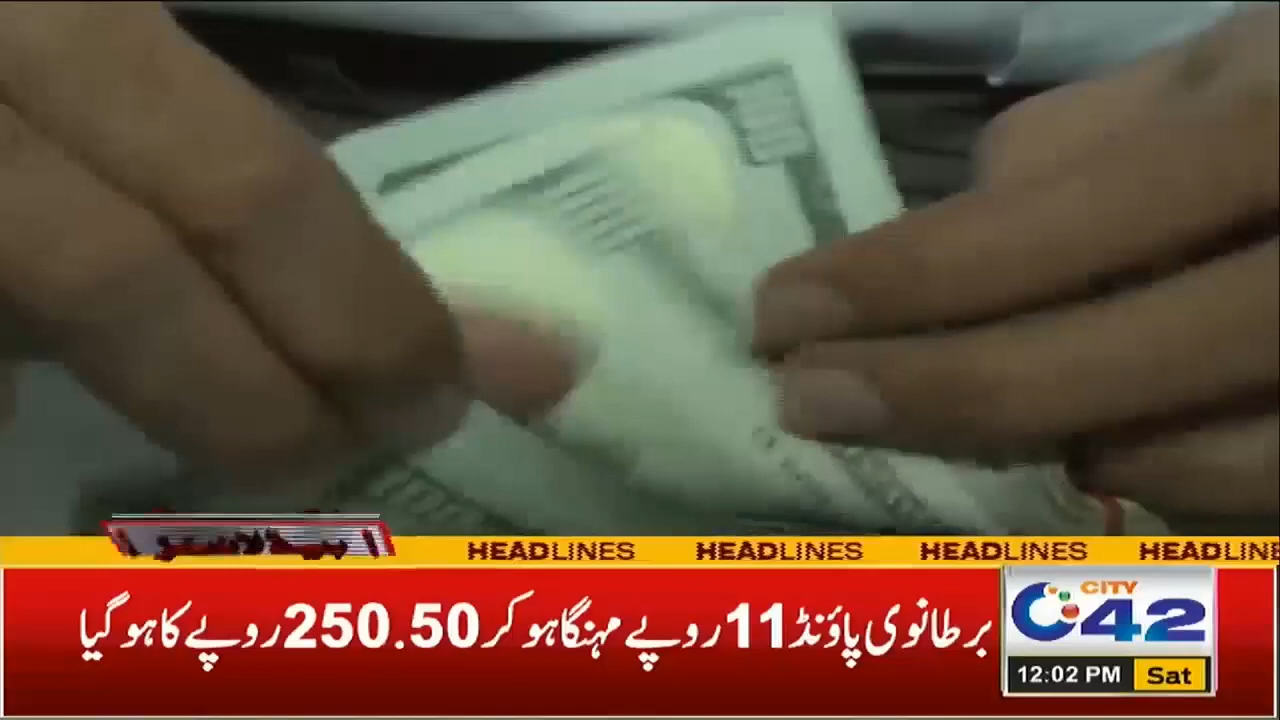 HEADLINES HEADLINES HEADLINES HEADLINE
برطانوی پاؤنڈ 11 روپے مہنگا ہو کر 250.50 روپے کا ہو گیا
CITY
42
12:02 PM Sat